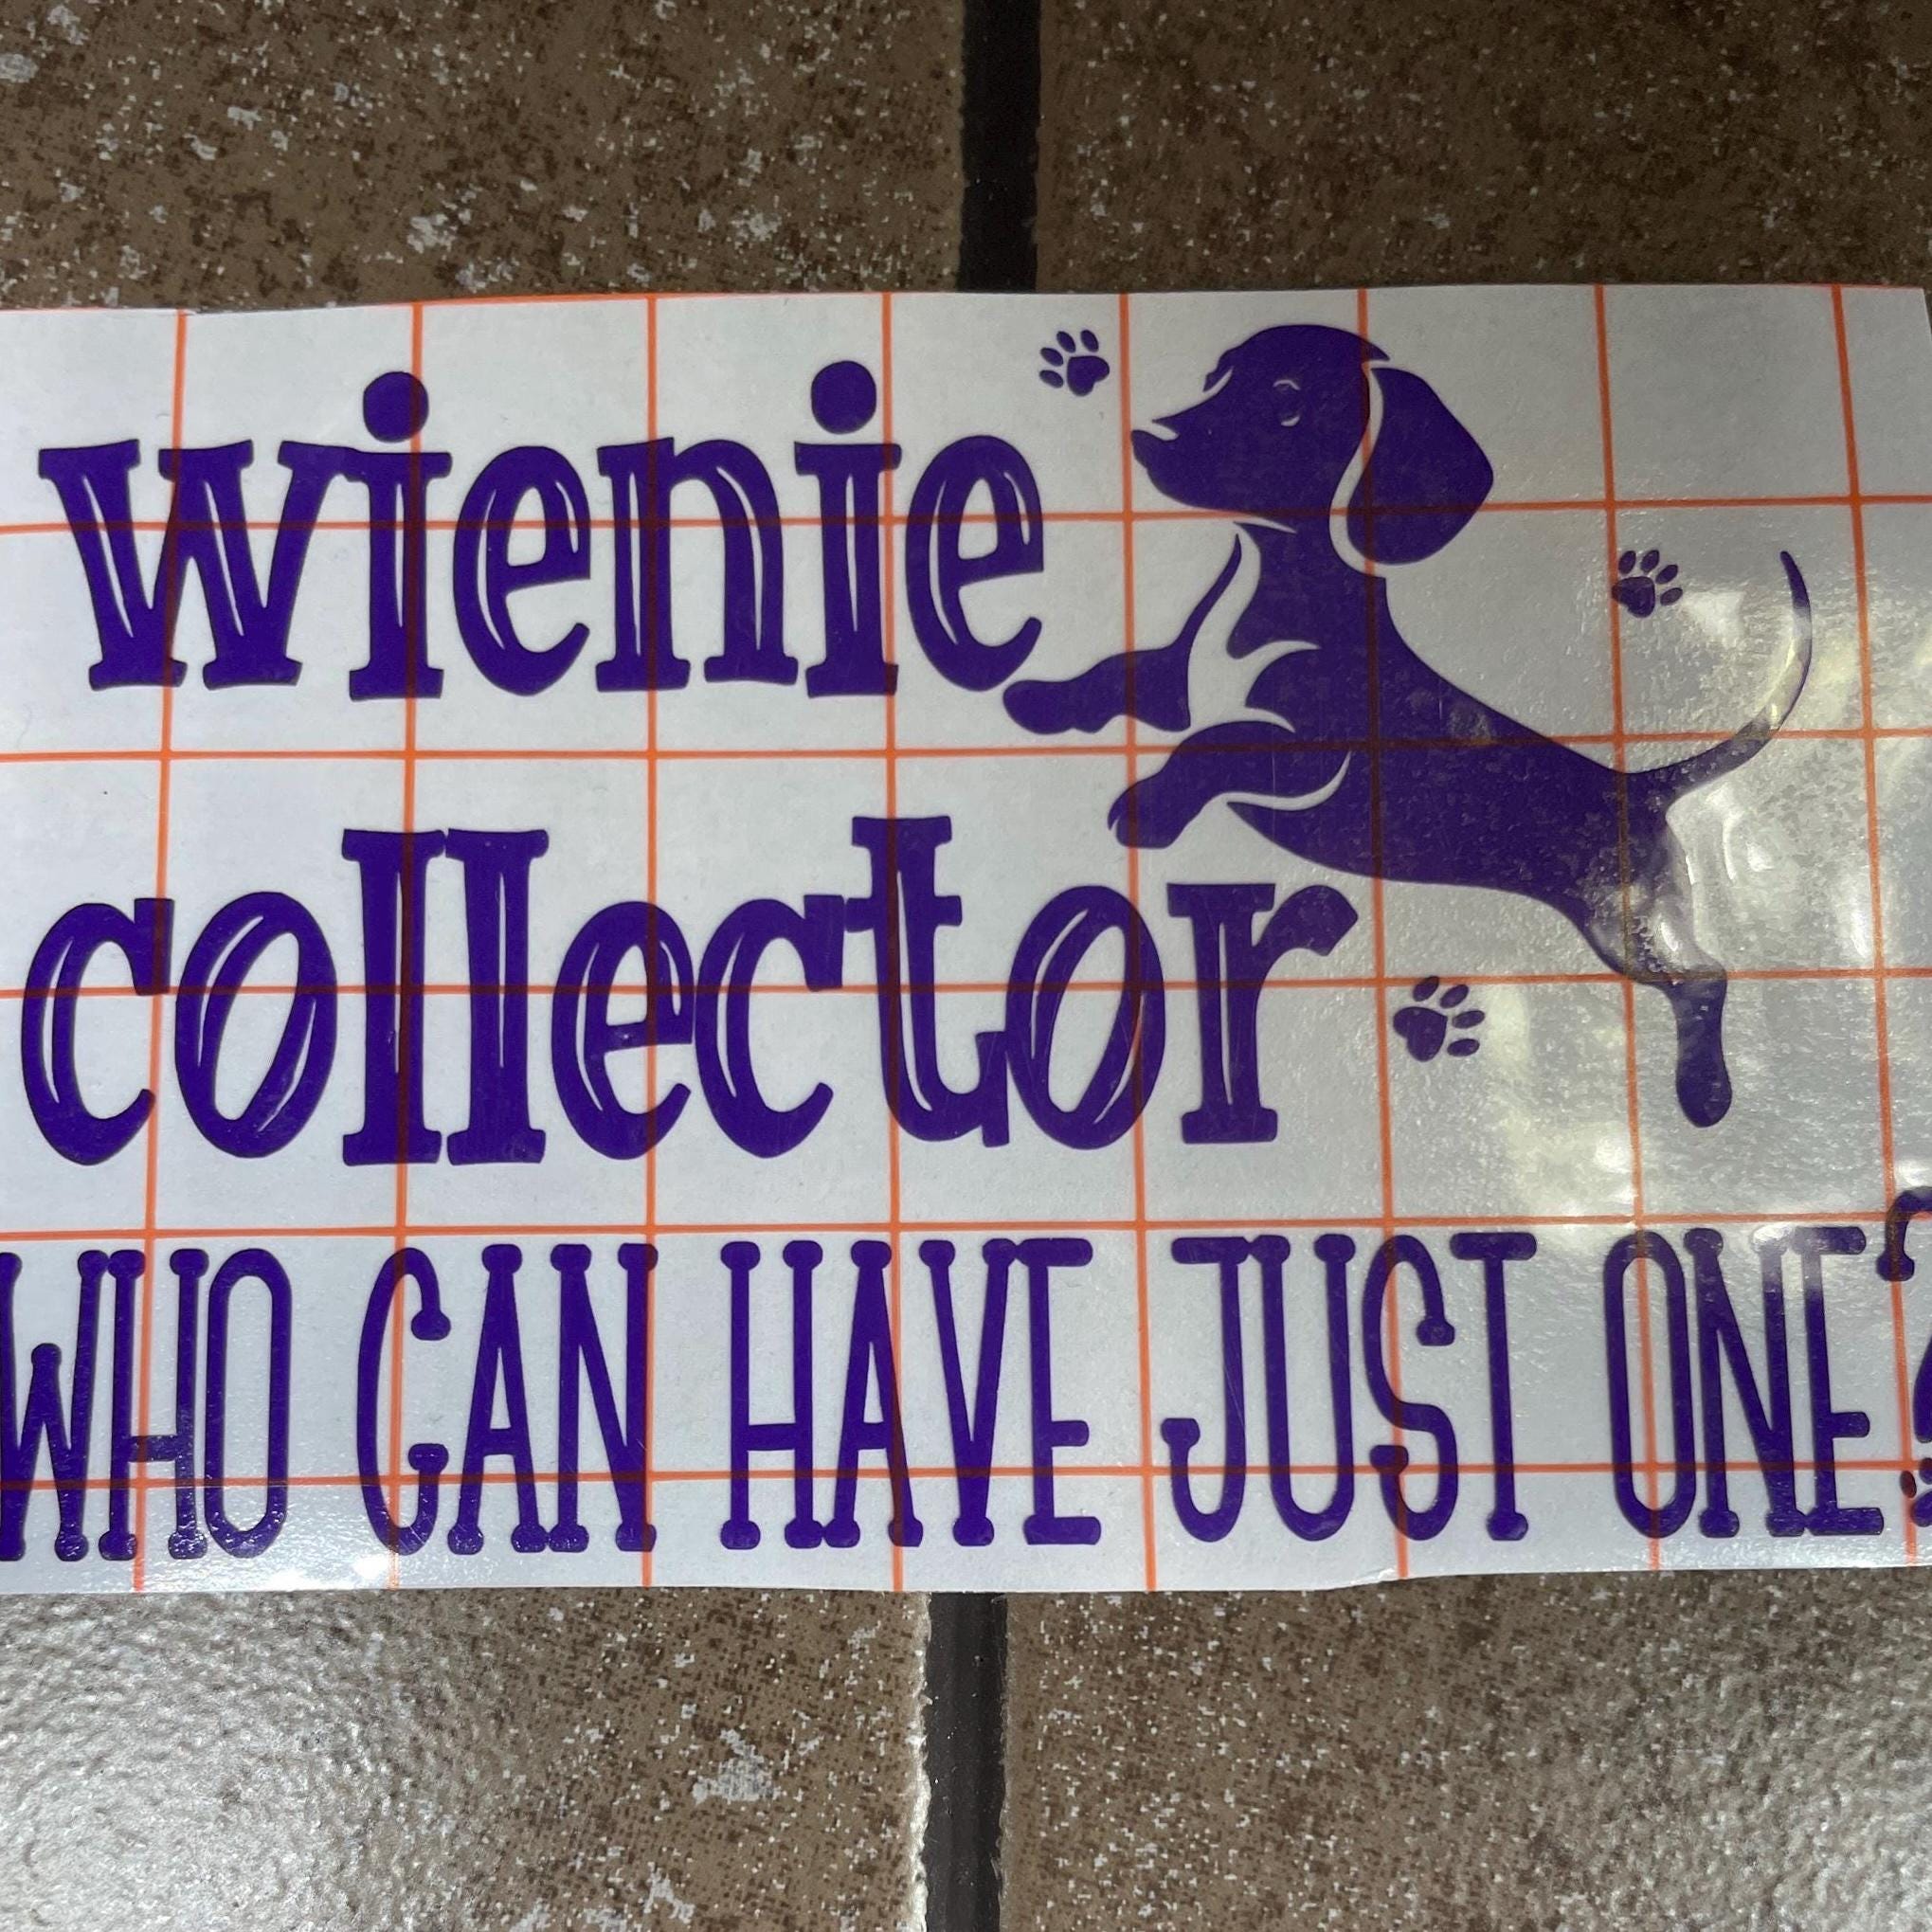 wienie
collector
WHO CAN HAVE JUST ONE?